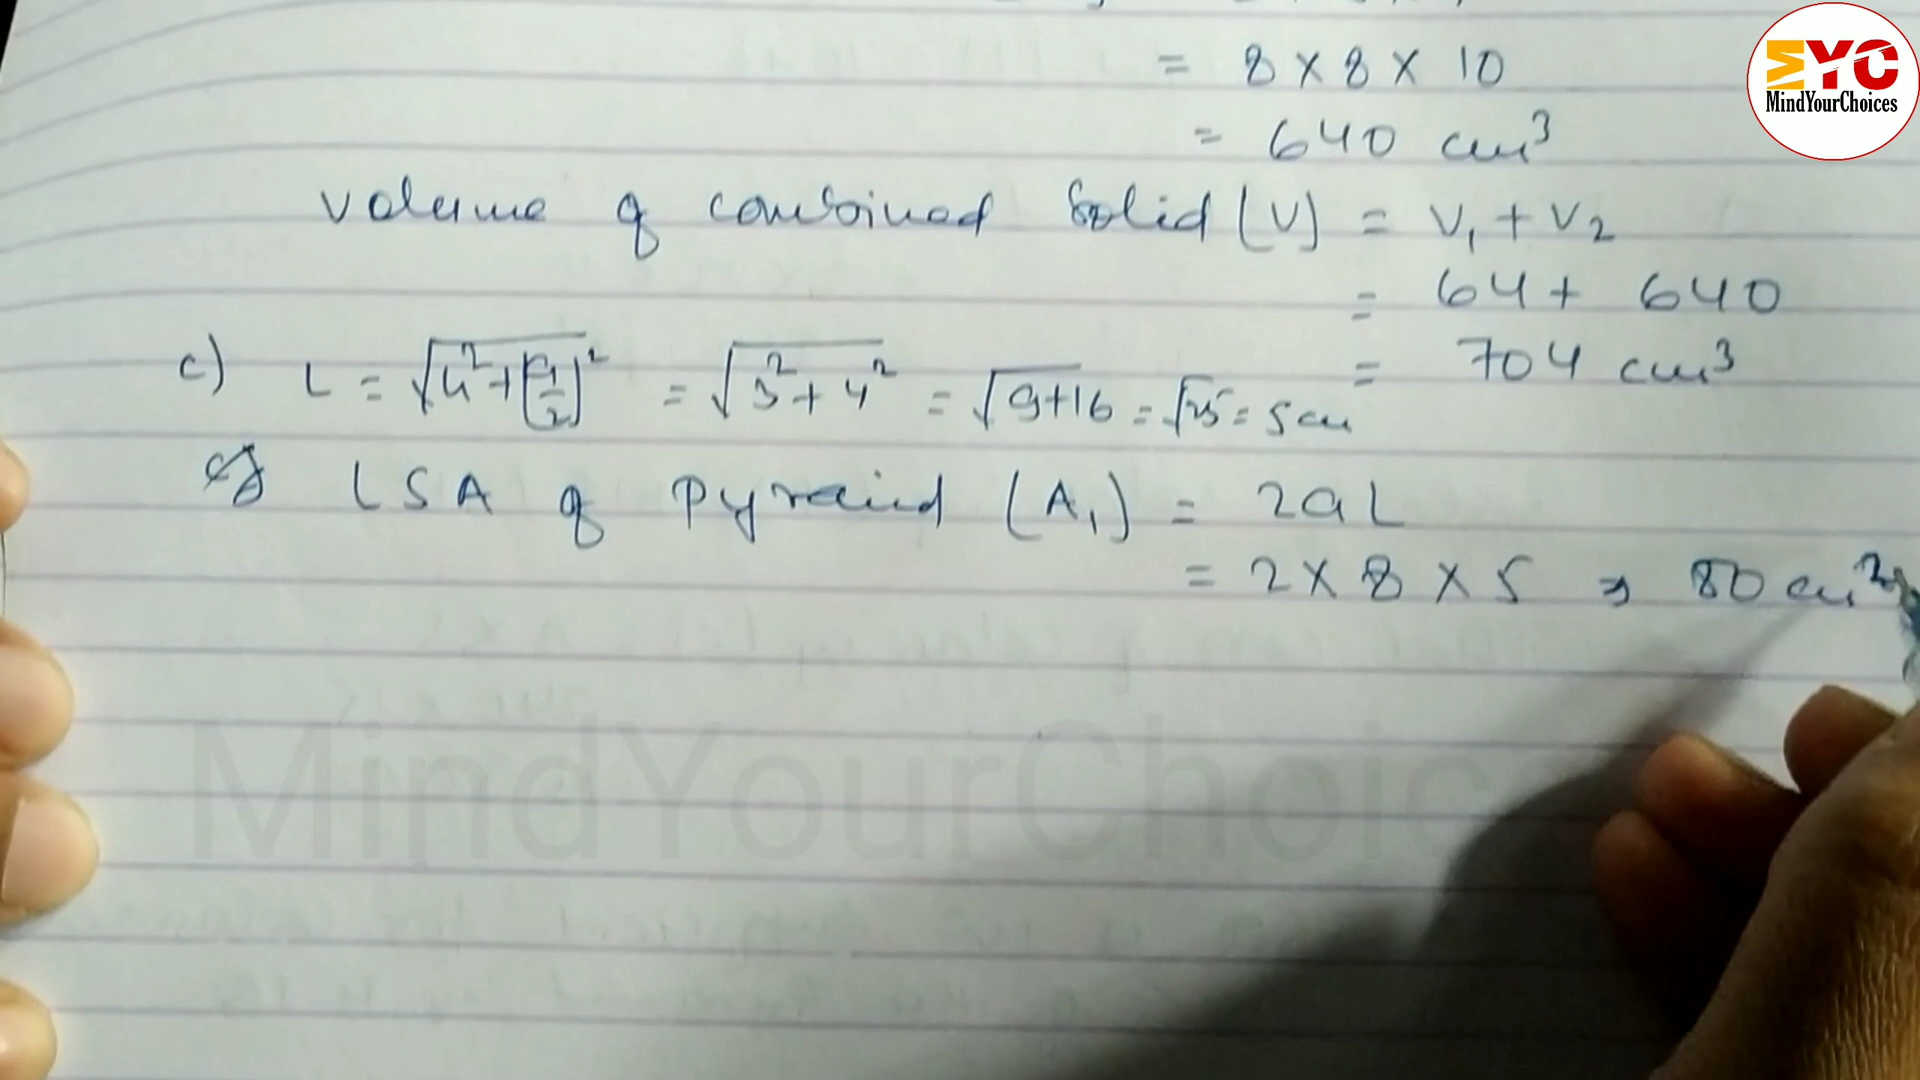 = 8 × 8 × 10
= 640 cm³
MYC
MindYourChoices
volume of combined Solid (V) = V₁ + V₂
= 64 + 640
= 704 cm³
c) L = √4² + (a/2)² = √3² + 4² = √9+16 = √25 = 5 cm
LSA of Pyramid (A₁) = 2aL
= 2 × 8 × 5 ⇒ 80 cm²
MindYourChoic